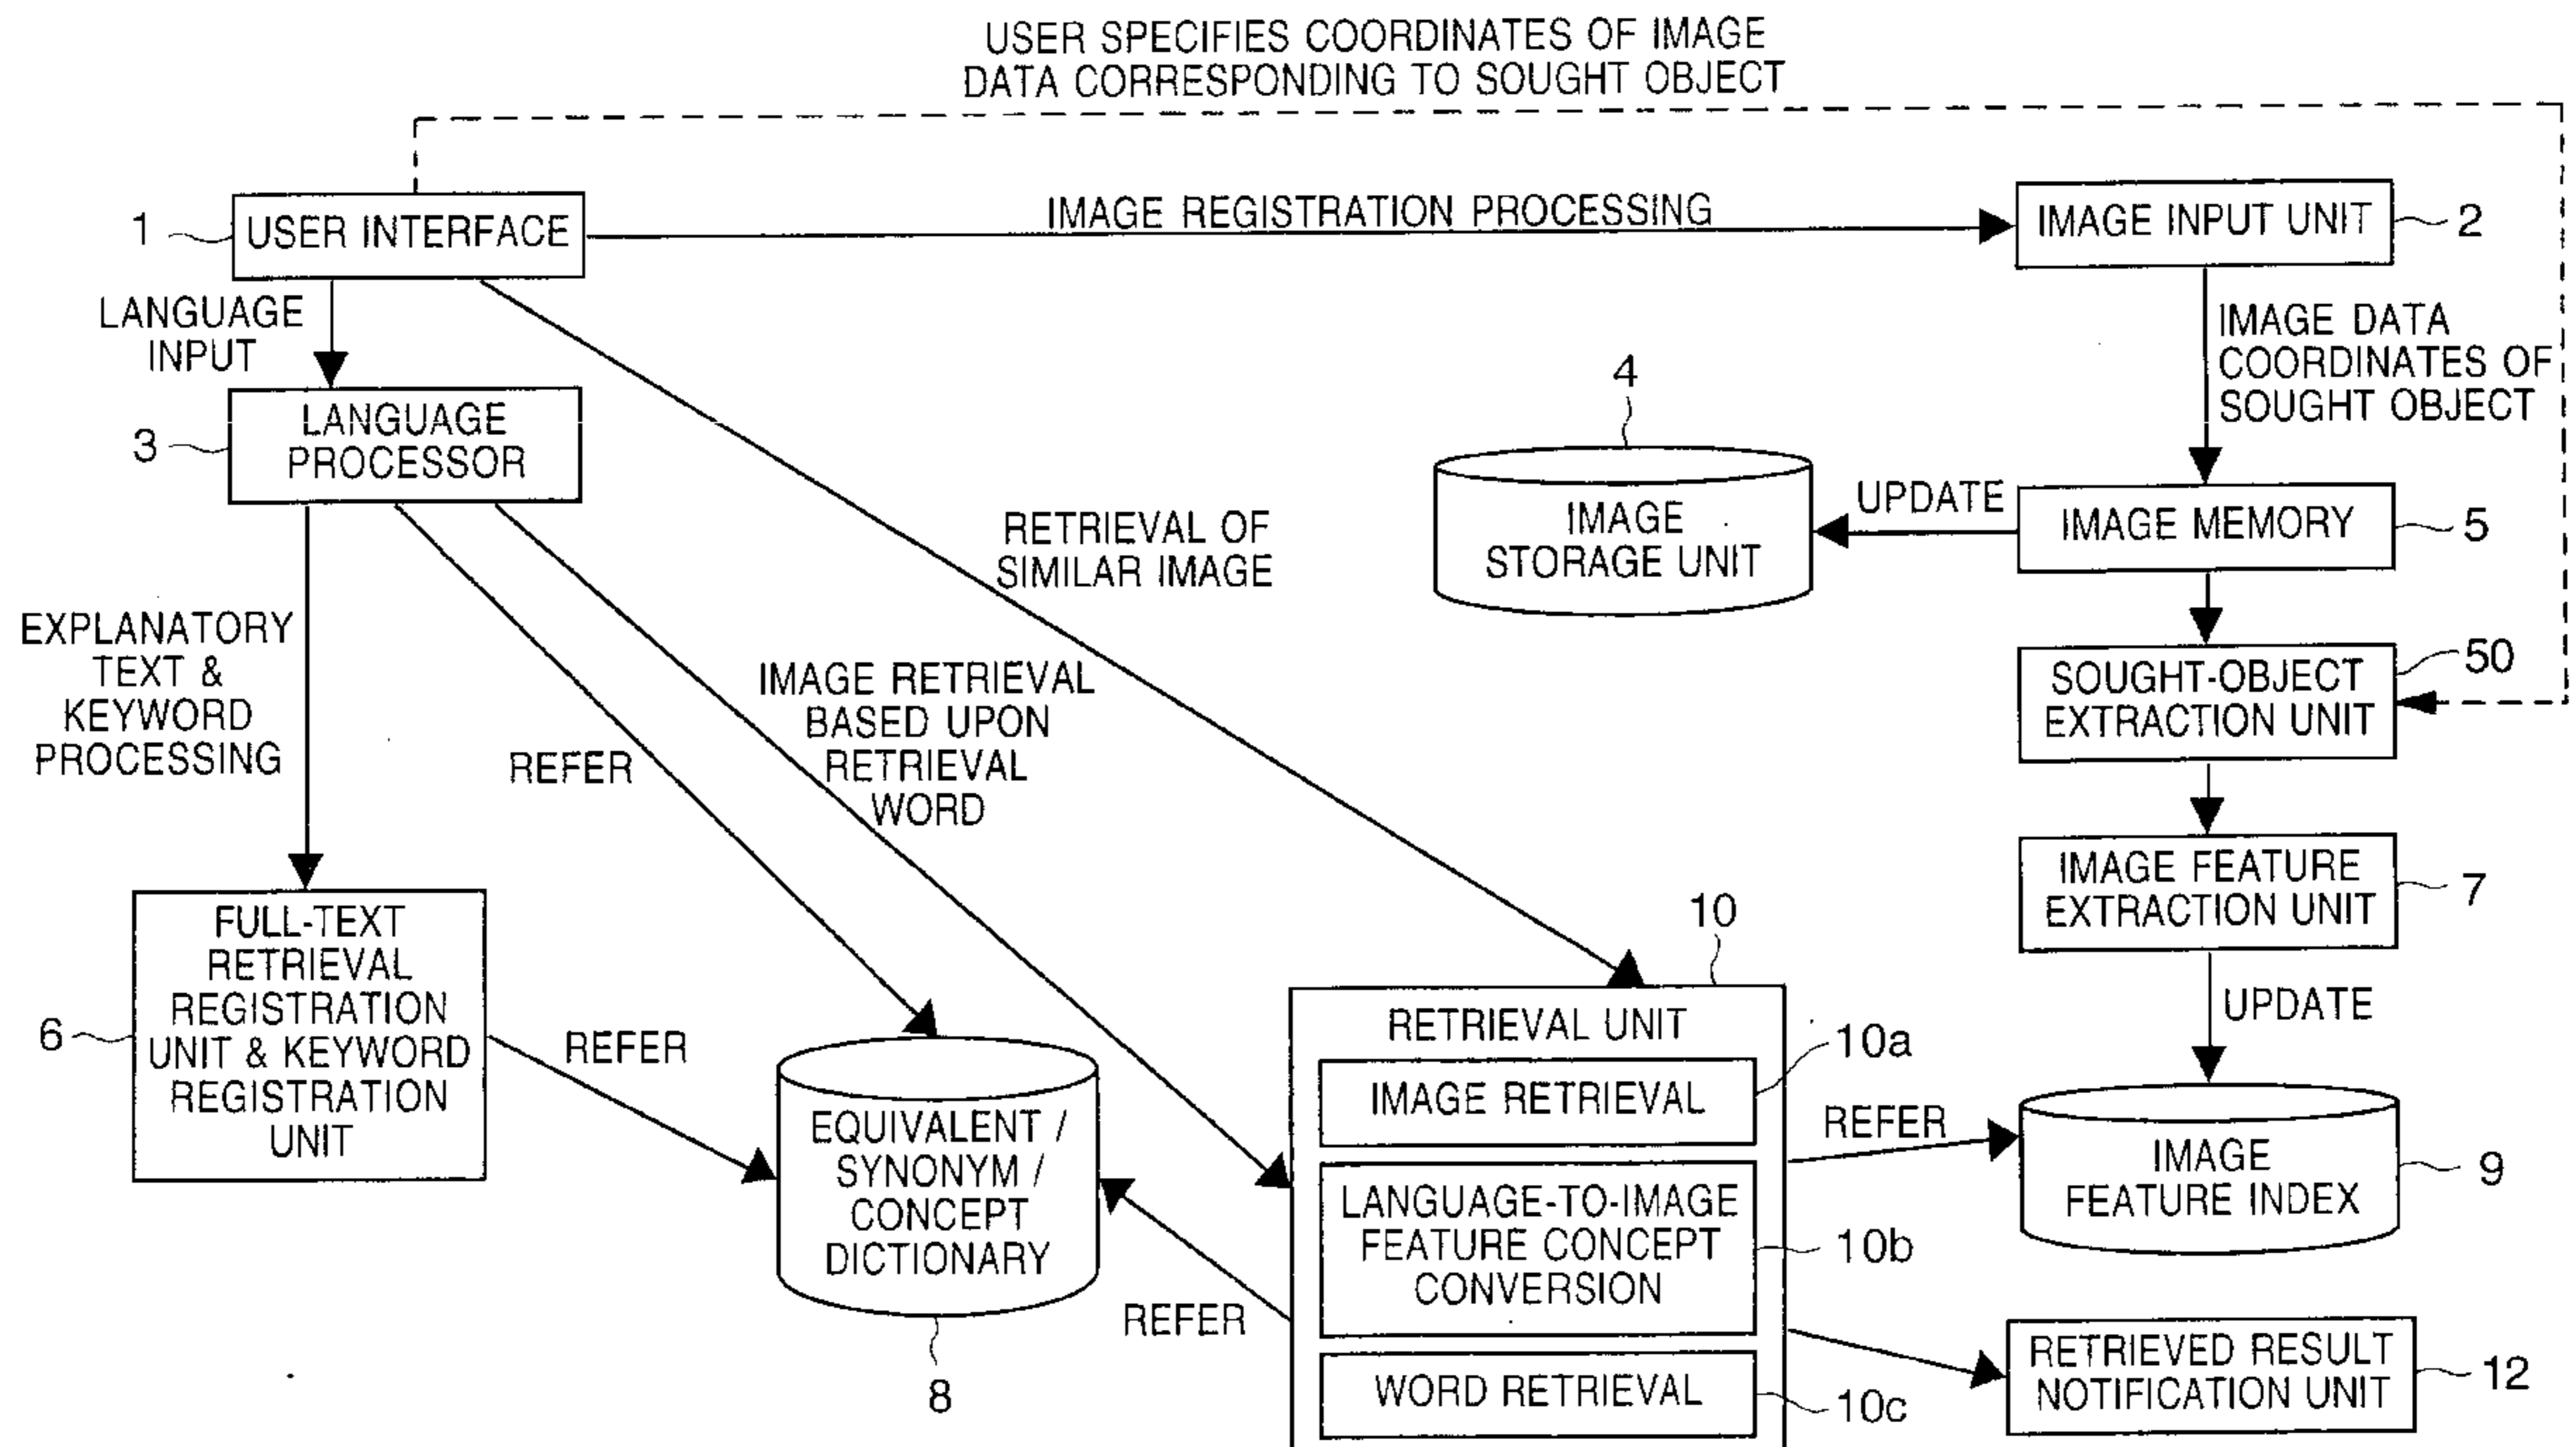 USER SPECIFIES COORDINATES OF IMAGE
DATA CORRESPONDING TO SOUGHT OBJECT
1
USER INTERFACE
IMAGE REGISTRATION PROCESSING
IMAGE INPUT UNIT
2
LANGUAGE
INPUT
IMAGE DATA
COORDINATES OF
SOUGHT OBJECT
3
LANGUAGE
PROCESSOR
4
IMAGE
STORAGE UNIT
UPDATE
IMAGE MEMORY
5
RETRIEVAL OF
SIMILAR IMAGE
EXPLANATORY
TEXT &
KEYWORD
PROCESSING
REFER
IMAGE RETRIEVAL
BASED UPON
RETRIEVAL
WORD
SOUGHT-OBJECT
EXTRACTION UNIT
50
IMAGE FEATURE
EXTRACTION UNIT
7
6
FULL-TEXT
RETRIEVAL
REGISTRATION
UNIT & KEYWORD
REGISTRATION
UNIT
REFER
EQUIVALENT /
SYNONYM /
CONCEPT
DICTIONARY
8
REFER
10
RETRIEVAL UNIT
IMAGE RETRIEVAL
10a
LANGUAGE-TO-IMAGE
FEATURE CONCEPT
CONVERSION
10b
WORD RETRIEVAL
10c
UPDATE
REFER
IMAGE
FEATURE INDEX
9
RETRIEVED RESULT
NOTIFICATION UNIT
12